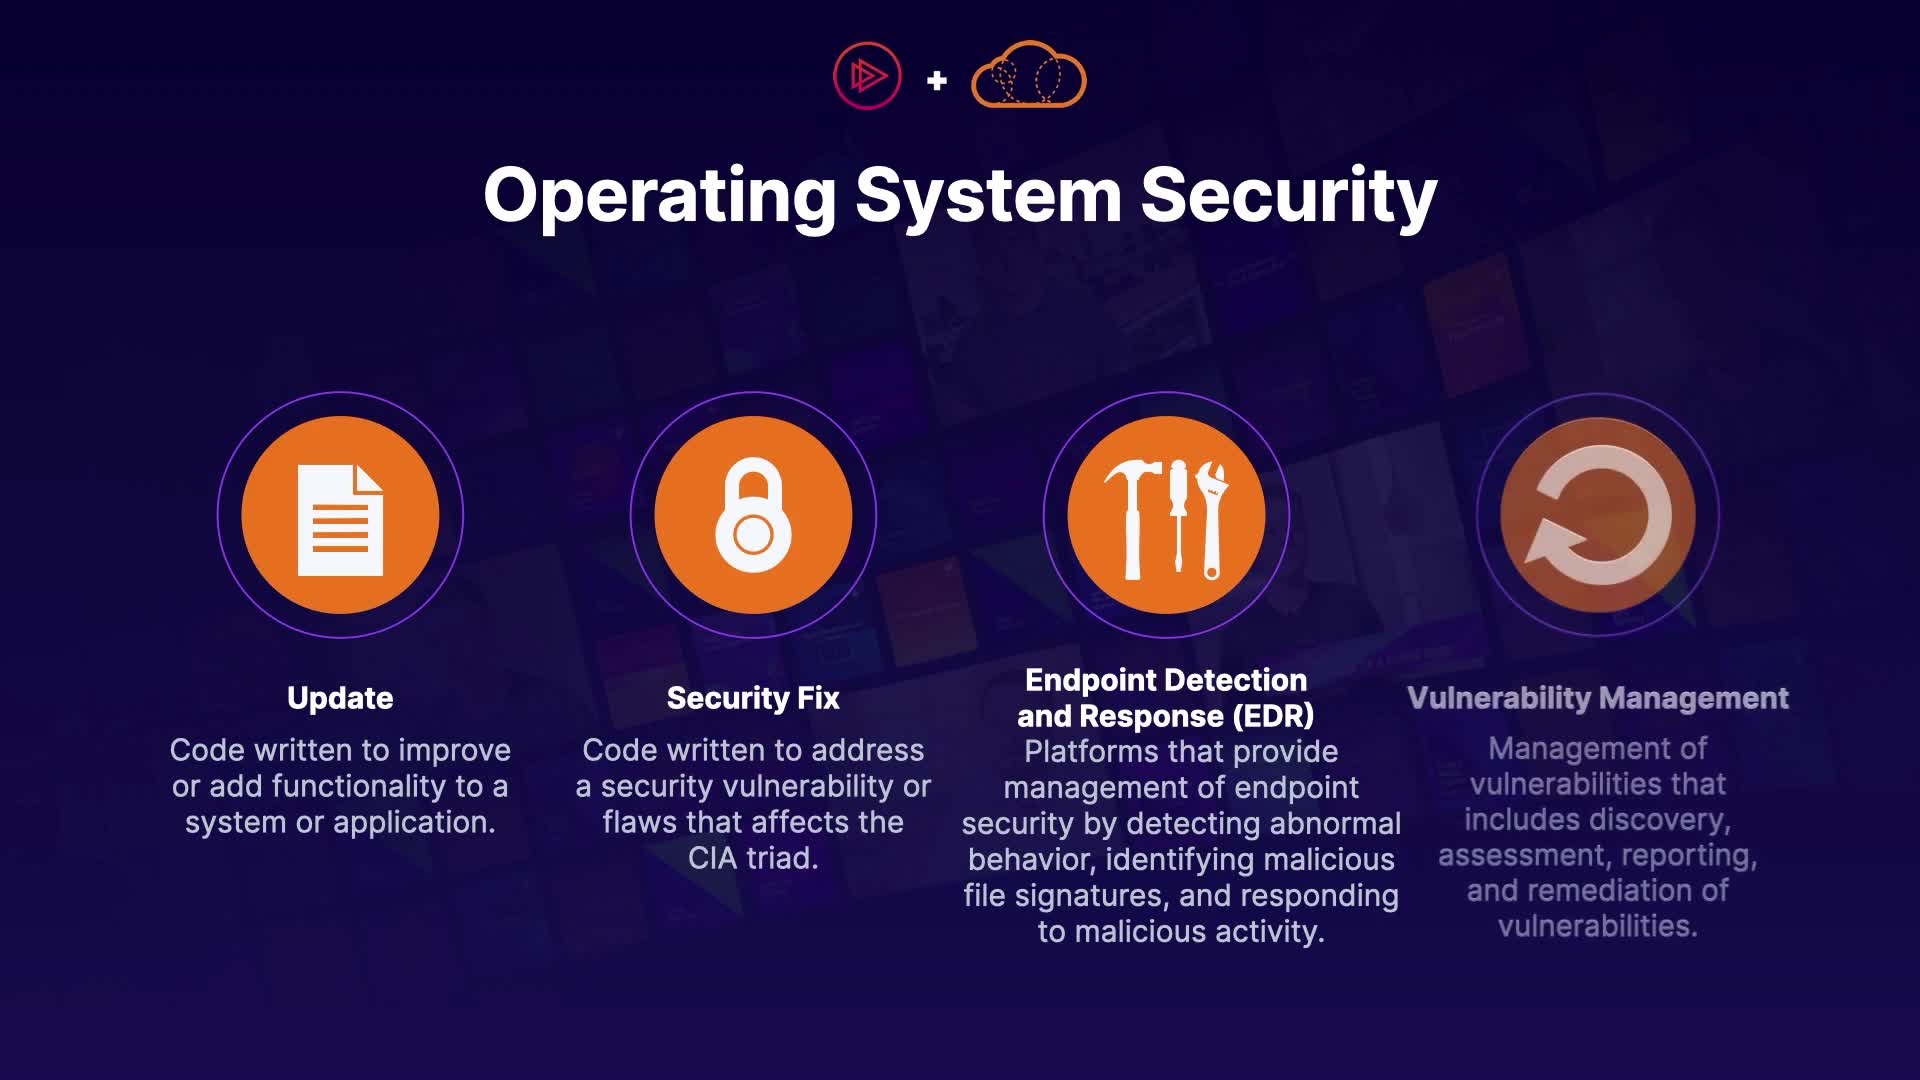 Operating System Security
Update
Code written to improve
or add functionality to a
system or application.
Security Fix
Code written to address
a security vulnerability or
flaws that affects the
CIA triad.
Endpoint Detection
and Response (EDR)
Platforms that provide
management of endpoint
security by detecting abnormal
behavior, identifying malicious
file signatures, and responding
to malicious activity.
Vulnerability Management
Management of
vulnerabilities that
includes discovery,
assessment, reporting,
and remediation of
vulnerabilities.